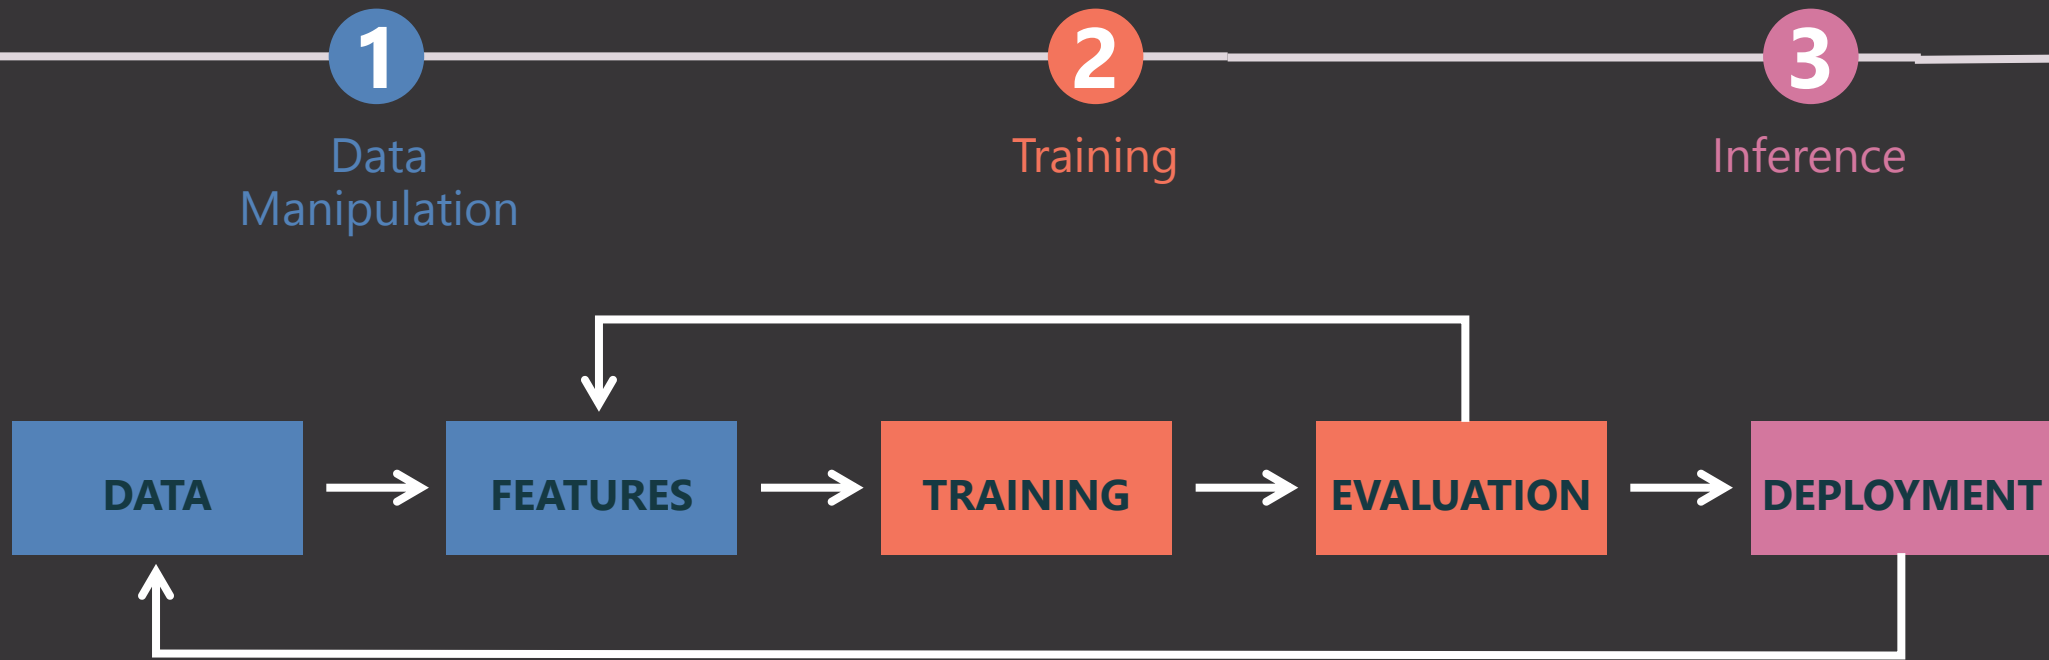 1
2
3
Data
Manipulation
Training
Inference
DATA
FEATURES
TRAINING
EVALUATION
DEPLOYMENT